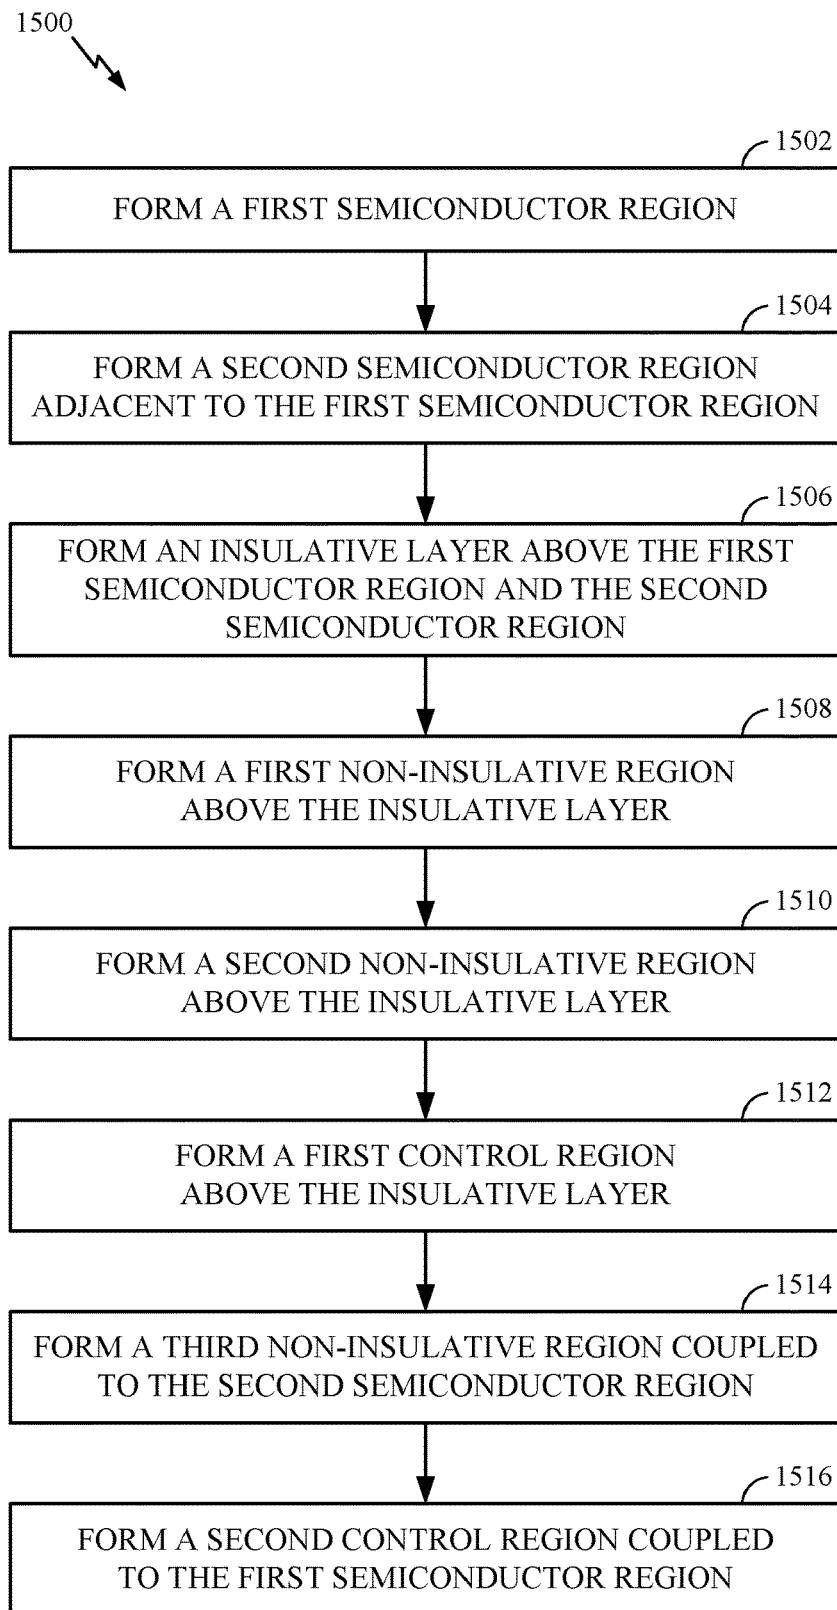 1500
1502
FORM A FIRST SEMICONDUCTOR REGION
1504
FORM A SECOND SEMICONDUCTOR REGION
ADJACENT TO THE FIRST SEMICONDUCTOR REGION
1506
FORM AN INSULATIVE LAYER ABOVE THE FIRST
SEMICONDUCTOR REGION AND THE SECOND
SEMICONDUCTOR REGION
1508
FORM A FIRST NON-INSULATIVE REGION
ABOVE THE INSULATIVE LAYER
1510
FORM A SECOND NON-INSULATIVE REGION
ABOVE THE INSULATIVE LAYER
1512
FORM A FIRST CONTROL REGION
ABOVE THE INSULATIVE LAYER
1514
FORM A THIRD NON-INSULATIVE REGION COUPLED
TO THE SECOND SEMICONDUCTOR REGION
1516
FORM A SECOND CONTROL REGION COUPLED
TO THE FIRST SEMICONDUCTOR REGION